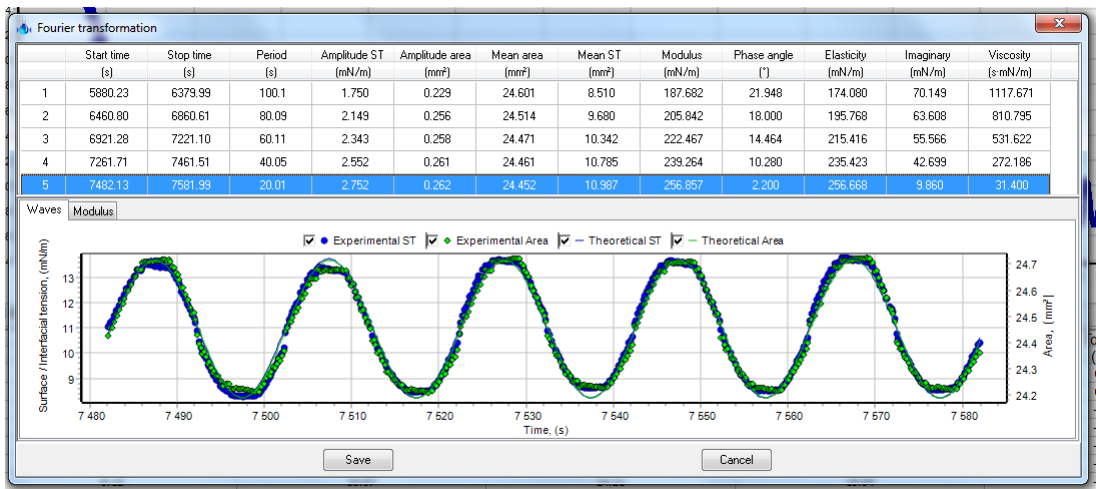 Fourier transformation
Start time Stop time Period Amplitude ST Amplitude area Mean area Mean ST Modulus Phase angle Elasticity Imaginary Viscosity
(s) (s) (s) (mN/m) (mm²) (mm²) (mm²) (mN/m) (°) (mN/m) (mN/m) (s·mN/m)
1 5880.23 6379.99 100.1 1.750 0.229 24.601 8.510 187.682 21.948 174.080 70.149 1117.671
2 6460.80 6860.61 80.09 2.149 0.256 24.514 9.680 205.842 18.000 195.768 63.608 810.795
3 6921.28 7221.10 60.11 2.343 0.258 24.471 10.342 222.467 14.464 215.416 55.566 531.622
4 7261.71 7461.51 40.05 2.552 0.261 24.461 10.785 239.264 10.280 235.423 42.699 272.186
5 7482.13 7581.99 20.01 2.752 0.262 24.452 10.987 256.857 2.200 256.668 9.860 31.400
Waves Modulus
Experimental ST Experimental Area Theoretical ST Theoretical Area
Surface / Interfacial tension, (mN/m)
13
12
11
10
9
24.7
24.6
24.5
24.4
24.3
24.2
Area, (mm²)
7 480 7 490 7 500 7 510 7 520 7 530 7 540 7 550 7 560 7 570 7 580
Time, (s)
Save Cancel